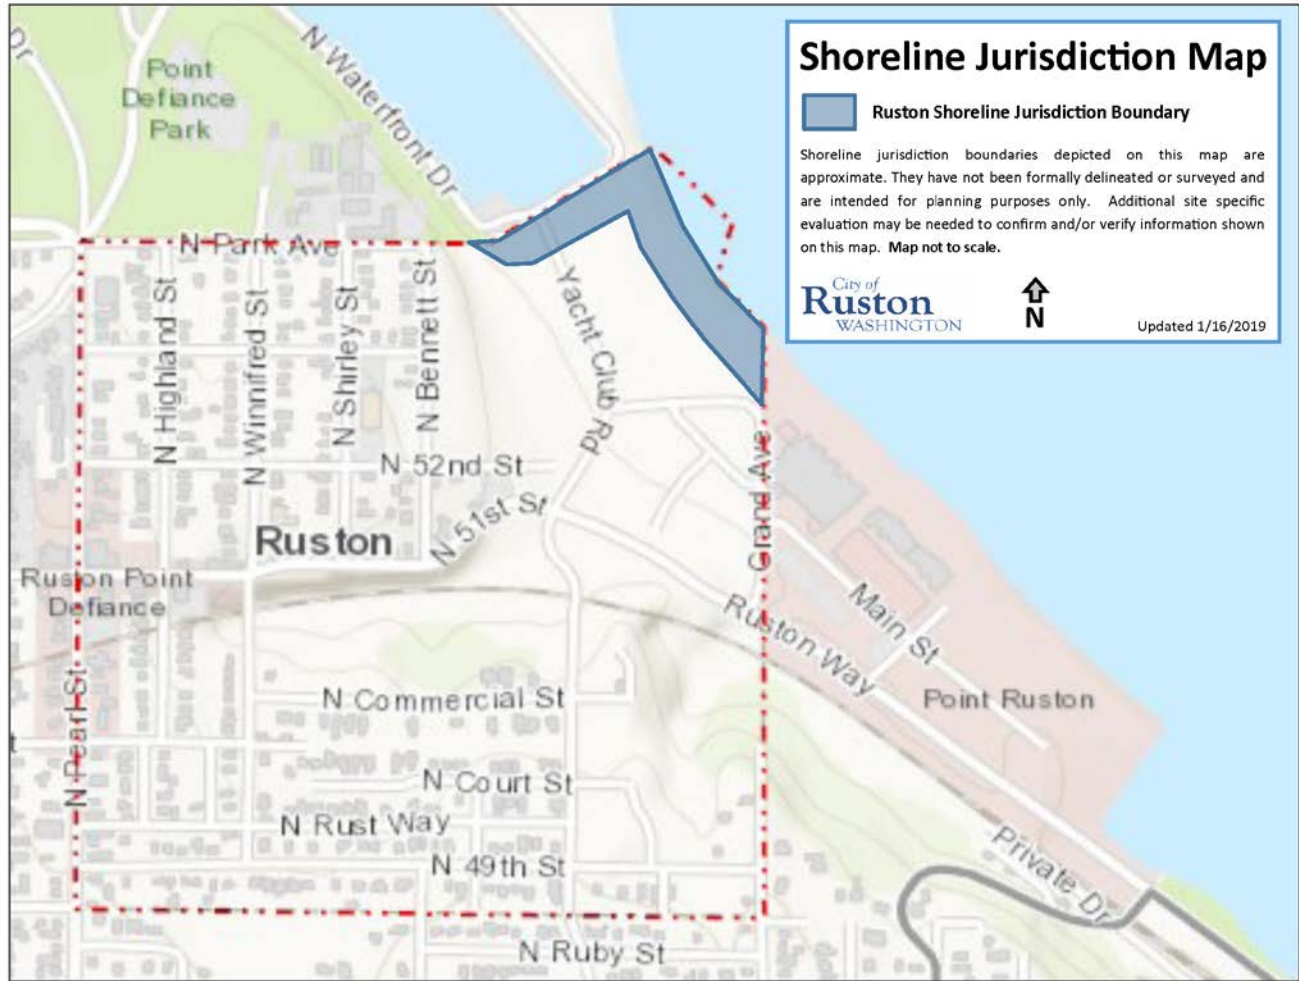 Shoreline Jurisdiction Map
Ruston Shoreline Jurisdiction Boundary
Shoreline jurisdiction boundaries depicted on this map are
approximate. They have not been formally delineated or surveyed and
are intended for planning purposes only. Additional site specific
evaluation may be needed to confirm and/or verify information shown
on this map. Map not to scale.
City of
Ruston
WASHINGTON
N
Updated 1/16/2019
Dr
Point
Defiance
Park
N Waterfront Dr
N Park Ave
N Highland St
N Winnifred St
N Shirley St
N Bennett St
Yacht Club Rd
N 52nd St
N 51st St
Grand Ave
Ruston
Ruston Point
Defiance
Ruston Way
Main St
Point Ruston
N Pearl St
t
N Commercial St
N Court St
N Rust Way
N 49th St
Private Dr
N Ruby St